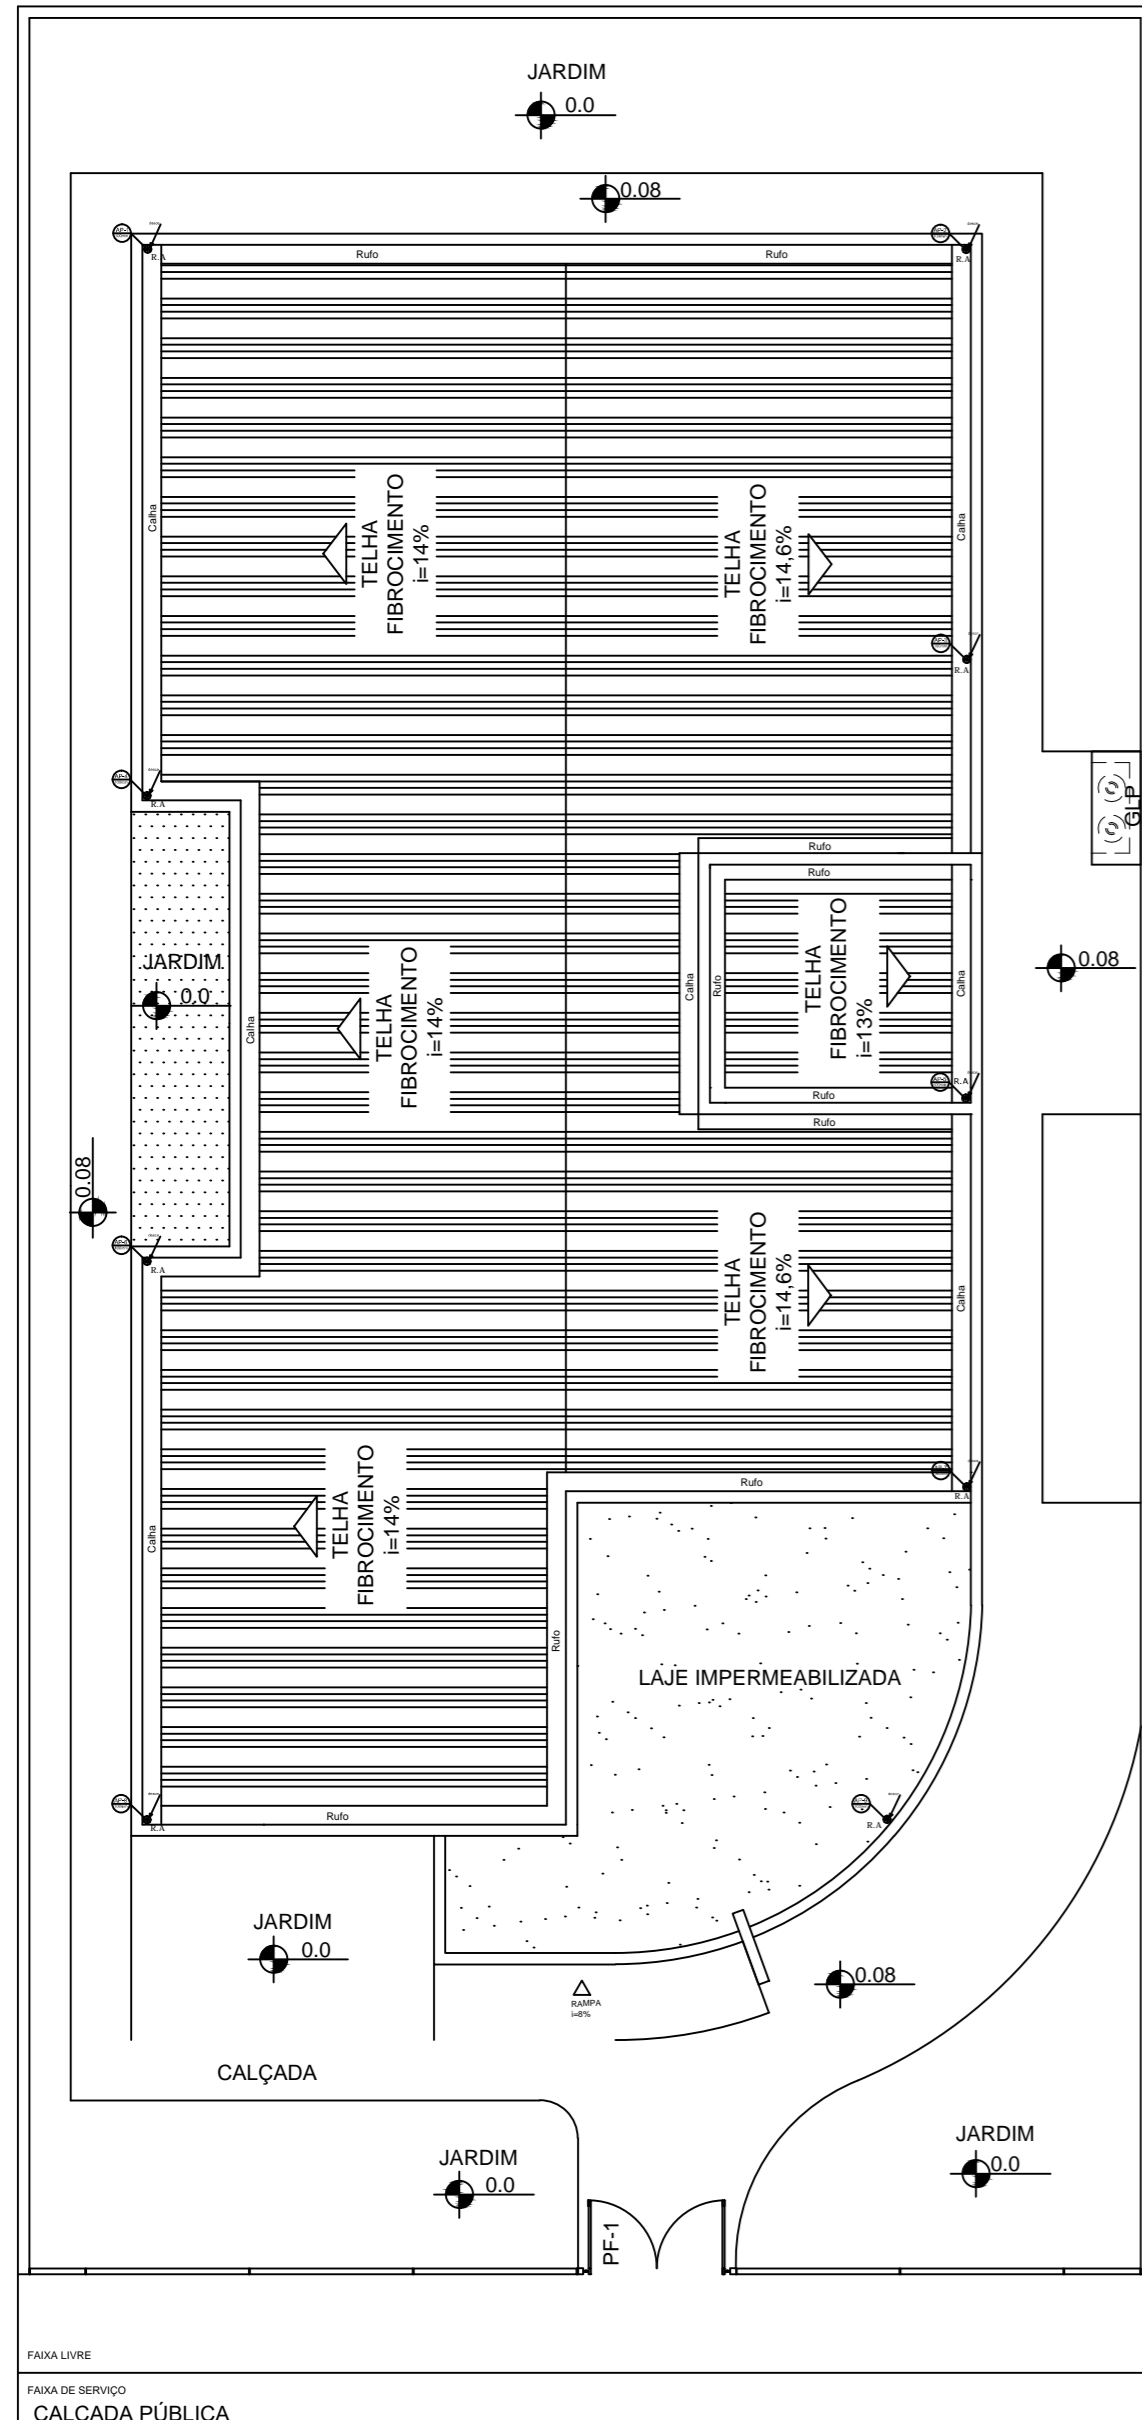 JARDIM
0.0
0.08
Rufo
Rufo
R.A
R.A
Calha
TELHA
FIBROCIMENTO
i=14%
TELHA
FIBROCIMENTO
i=14,6%
Calha
R.A
R.A
GLP
Rufo
Rufo
JARDIM
0.0
Calha
TELHA
FIBROCIMENTO
i=14%
Calha
Rufo
TELHA
FIBROCIMENTO
i=13%
Calha
0.08
R.A
Rufo
Rufo
0.08
R.A
TELHA
FIBROCIMENTO
i=14,6%
Calha
Rufo
R.A
Calha
TELHA
FIBROCIMENTO
i=14%
Rufo
LAJE IMPERMEABILIZADA
Rufo
R.A
R.A
JARDIM
0.0
0.08
RAMPA
i=8%
CALÇADA
JARDIM
0.0
JARDIM
0.0
PF-1
FAIXA LIVRE
FAIXA DE SERVIÇO
CALÇADA PÚBLICA